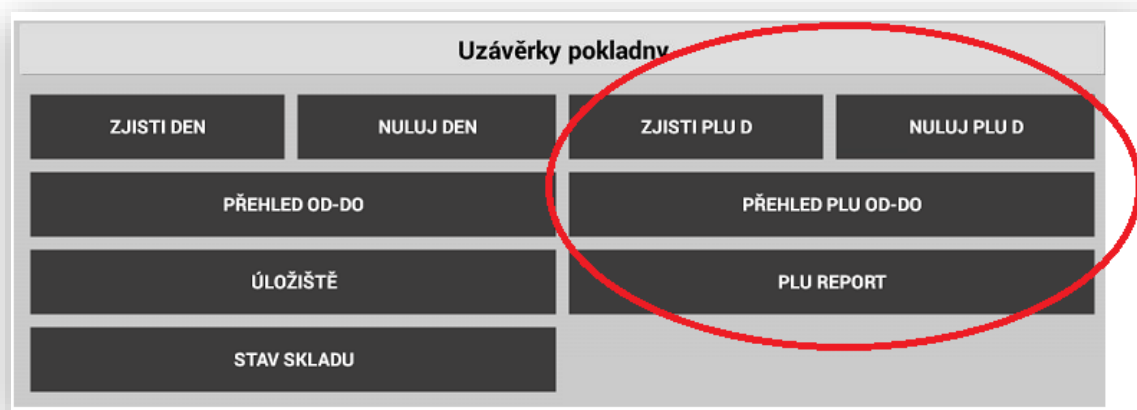 Uzávěrky pokladny
ZJISTI DEN NULUJ DEN ZJISTI PLU D NULUJ PLU D
PŘEHLED OD-DO PŘEHLED PLU OD-DO
ÚLOŽIŠTĚ PLU REPORT
STAV SKLADU